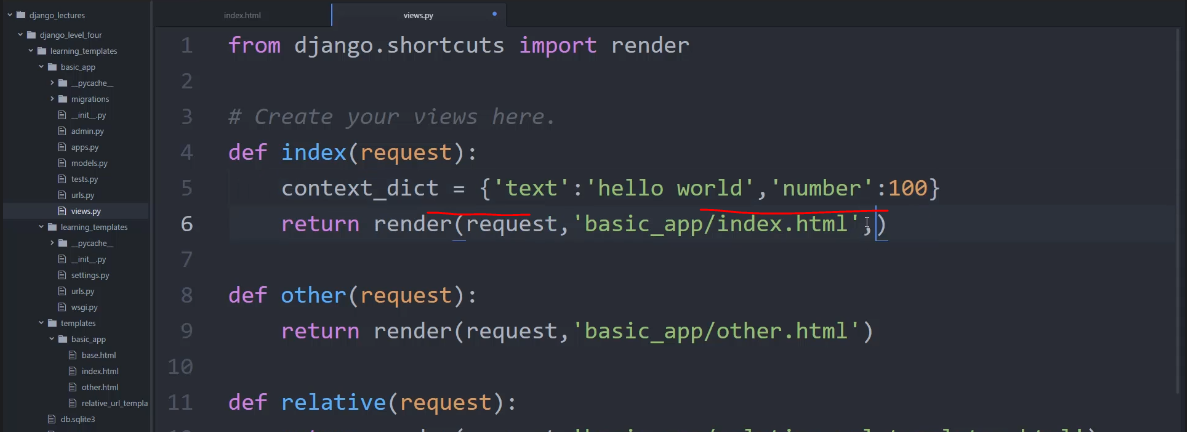 index.html
views.py
django_lectures
django_level_four
learning_templates
basic_app
__pycache__
migrations
__init__.py
admin.py
apps.py
models.py
tests.py
urls.py
views.py
learning_templates
__pycache__
__init__.py
settings.py
urls.py
wsgi.py
templates
basic_app
base.html
index.html
other.html
relative_url_templa
db.sqlite3
1 from django.shortcuts import render
2
3 # Create your views here.
4 def index(request):
5 context_dict = {'text':'hello world','number':100}
6 return render(request,'basic_app/index.html',)
7
8 def other(request):
9 return render(request,'basic_app/other.html')
10
11 def relative(request):